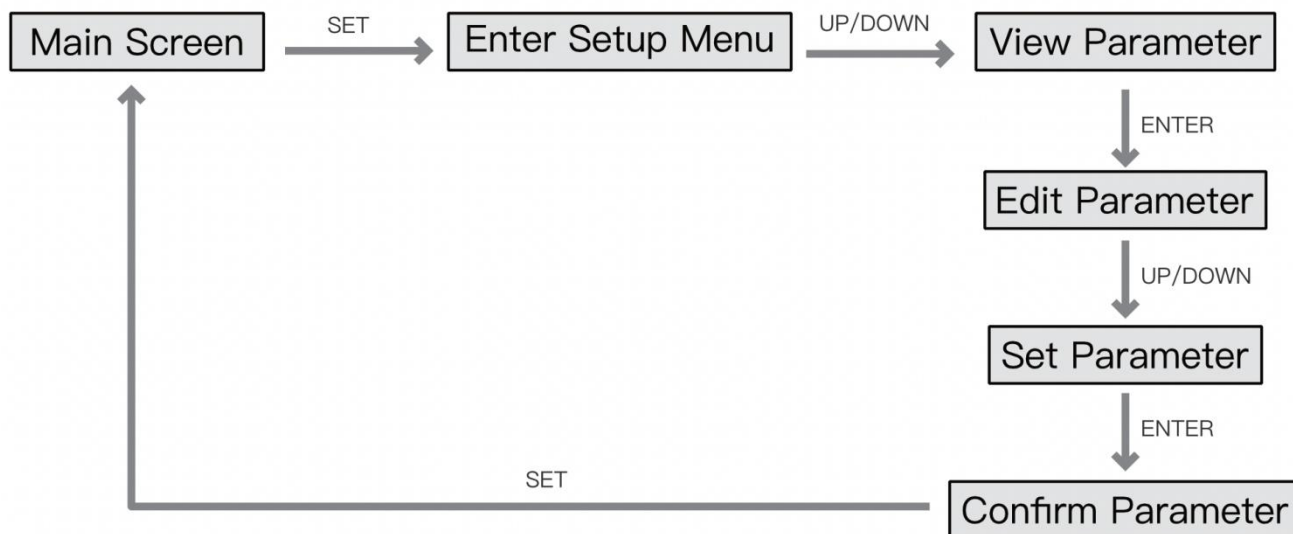 Main Screen
SET
Enter Setup Menu
UP/DOWN
View Parameter
ENTER
Edit Parameter
UP/DOWN
Set Parameter
ENTER
Confirm Parameter
SET